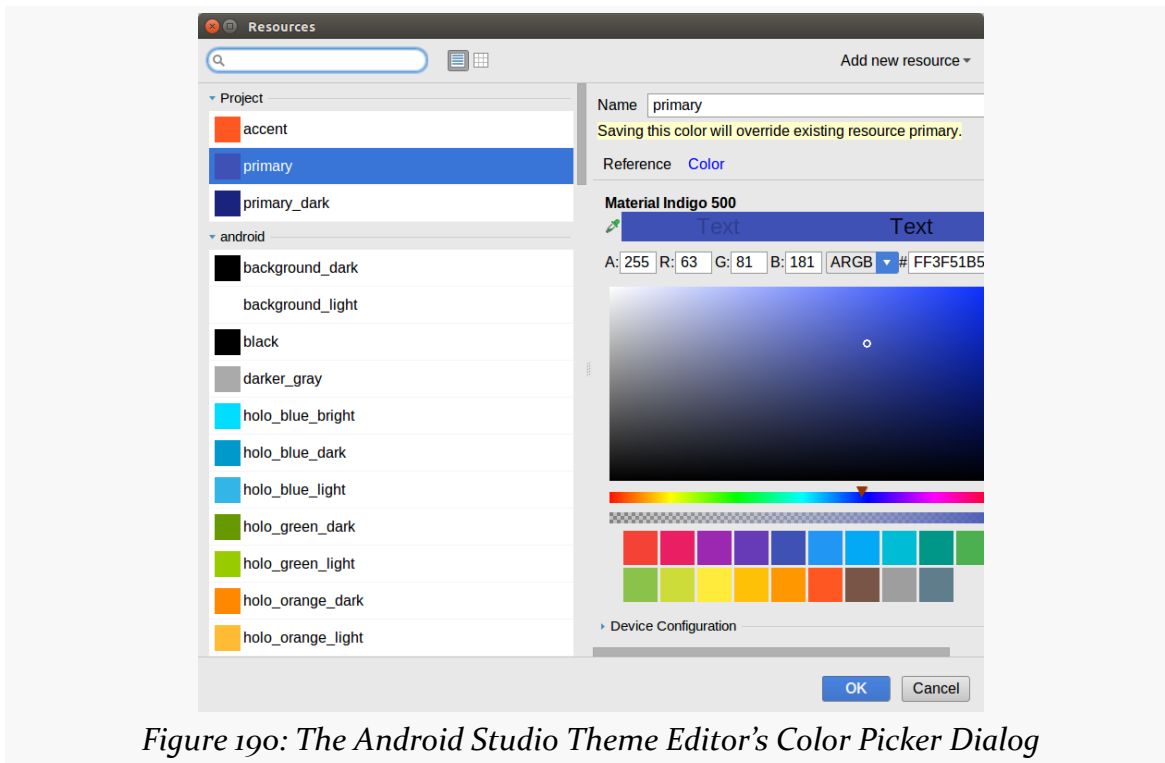 Resources
Add new resource
Project
accent
primary
primary_dark
android
background_dark
background_light
black
darker_gray
holo_blue_bright
holo_blue_dark
holo_blue_light
holo_green_dark
holo_green_light
holo_orange_dark
holo_orange_light
Name primary
Saving this color will override existing resource primary.
Reference Color
Material Indigo 500
Text Text
A: 255 R: 63 G: 81 B: 181 ARGB # FF3F51B5
Device Configuration
OK Cancel
Figure 190: The Android Studio Theme Editor’s Color Picker Dialog